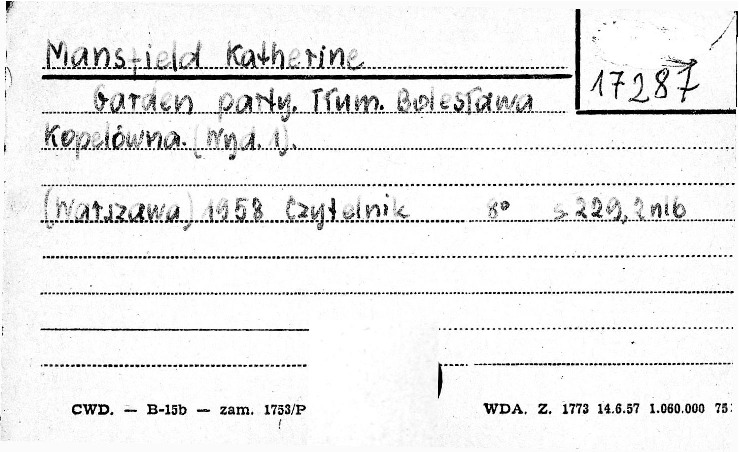 Mansfield Katherine
17287
Garden party. Tłum. Bolesława
Kopelówna. (Wyd. 1).
(Warszawa) 1958 Czytelnik 8° s 229, 2 nlb
CWD. — B-15b — zam. 1753/P
WDA. Z. 1773 14.6.57 1.060.000 75